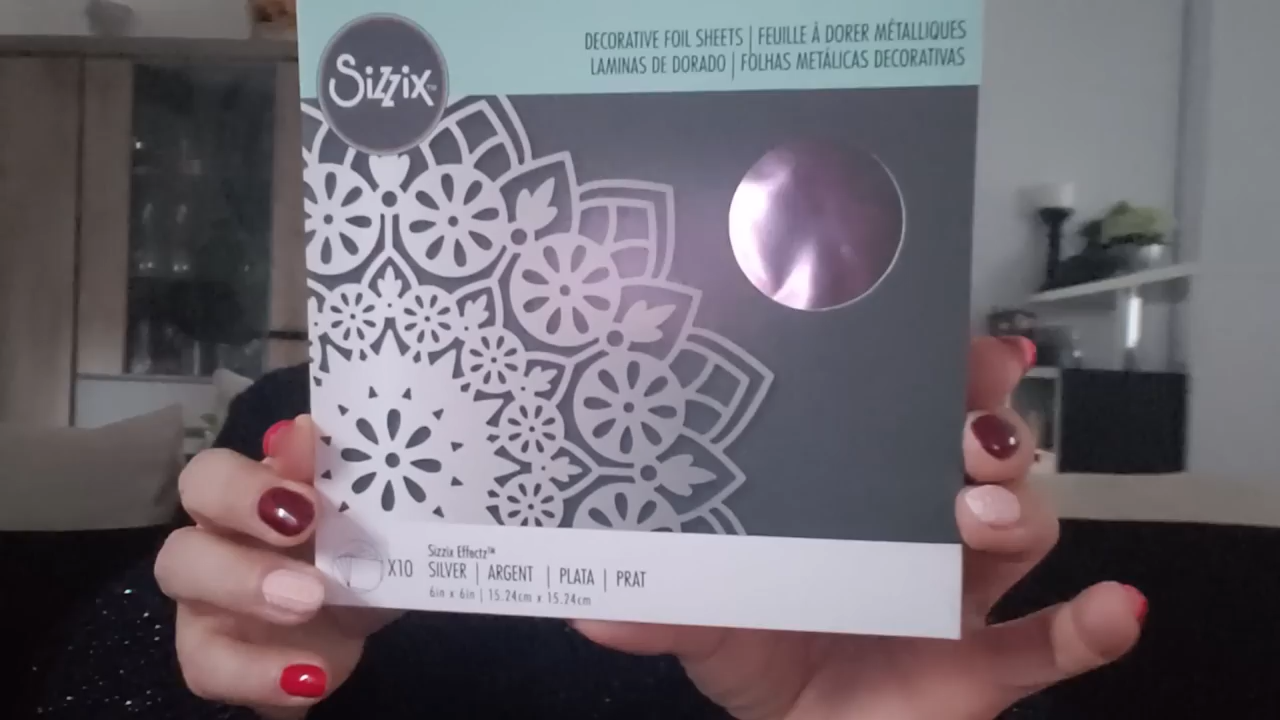 Sizzix™
DECORATIVE FOIL SHEETS | FEUILLE À DORER MÉTALLIQUES
LAMINAS DE DORADO | FOLHAS METÁLICAS DECORATIVAS
Sizzix Effectz™
X10 SILVER | ARGENT | PLATA | PRAT
6in x 6in | 15.24cm x 15.24cm